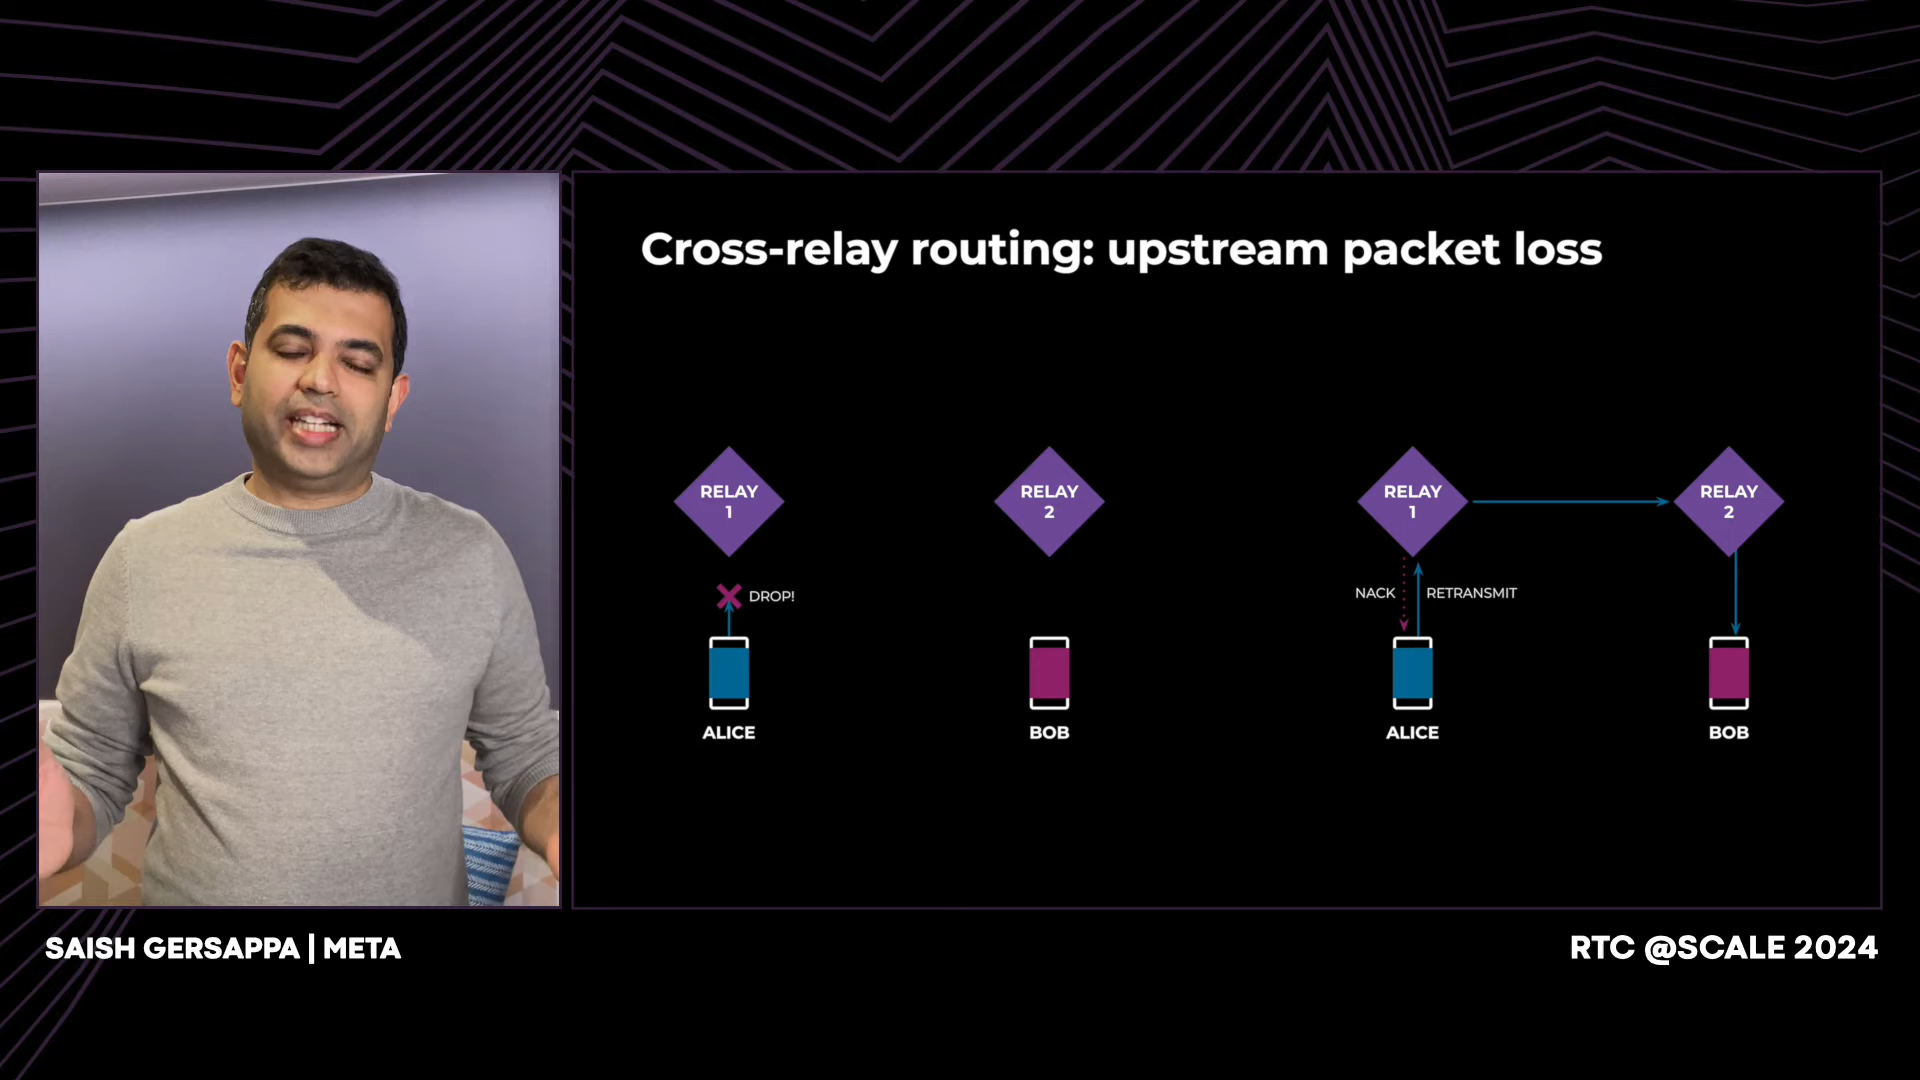 Cross-relay routing: upstream packet loss
RELAY
1
RELAY
2
RELAY
1
RELAY
2
DROP!
NACK
RETRANSMIT
ALICE
BOB
ALICE
BOB
SAISH GERSAPPA | META
RTC @SCALE 2024